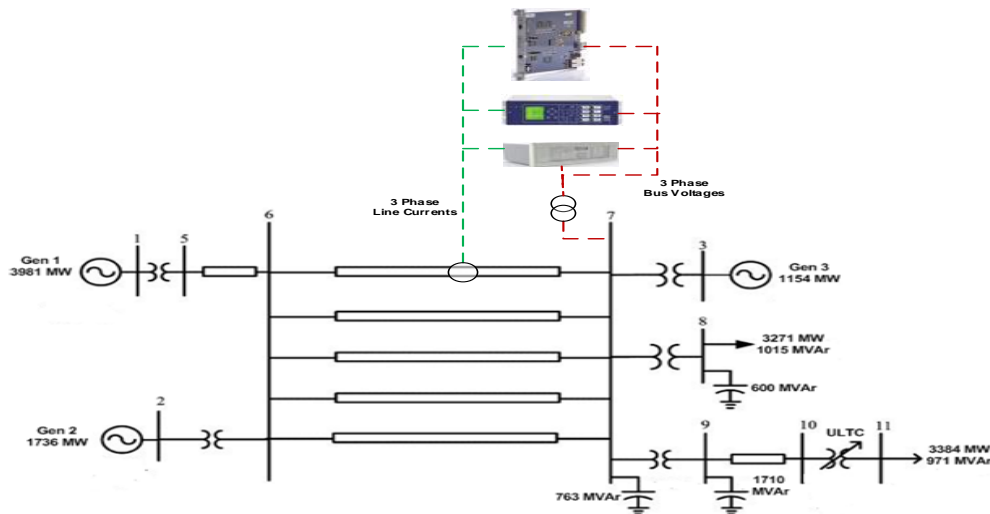 3 Phase
Line Currents
3 Phase
Bus Voltages
6
7
1
5
3
Gen 1
3981 MW
Gen 3
1154 MW
8
3271 MW
1015 MVAr
600 MVAr
2
Gen 2
1736 MW
9
10
ULTC
11
3384 MW
971 MVAr
1710
MVAr
763 MVAr